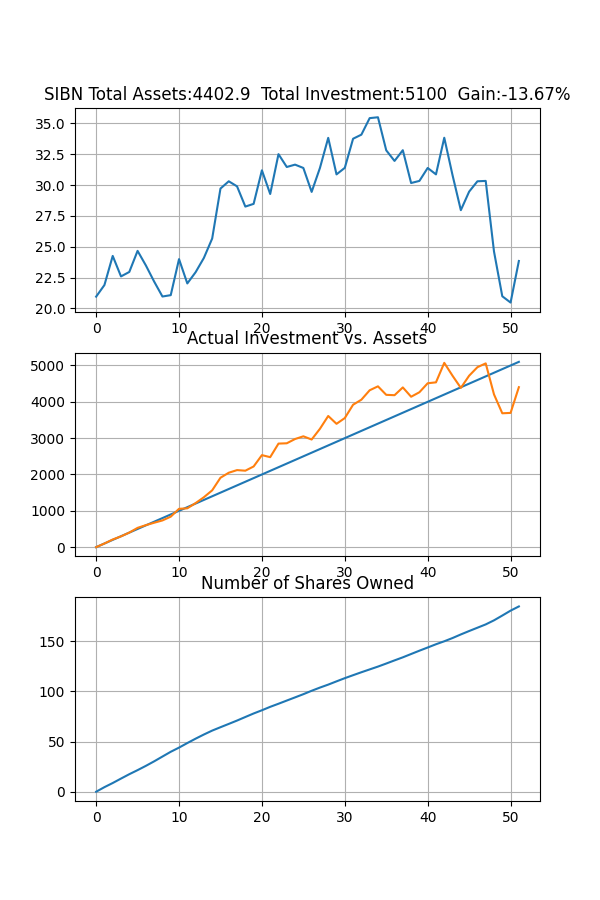 SIBN Total Assets:4402.9  Total Investment:5100  Gain:-13.67%
35.0
32.5
30.0
27.5
25.0
22.5
20.0
0 10 20 30 40 50
Actual Investment vs. Assets
5000
4000
3000
2000
1000
0
0 10 20 30 40 50
Number of Shares Owned
150
100
50
0
0 10 20 30 40 50